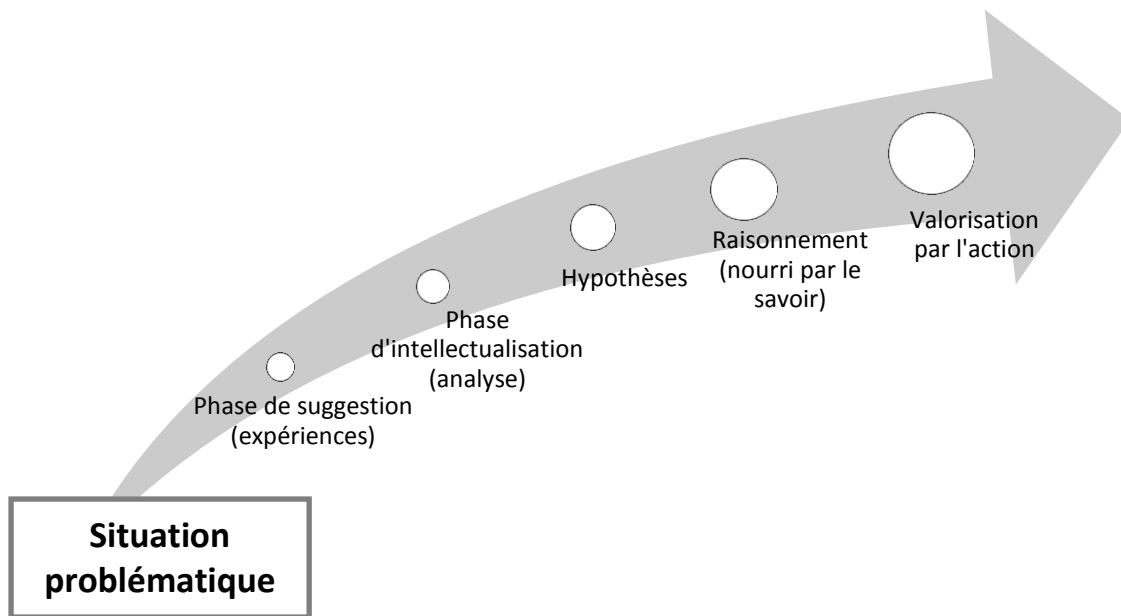 Situation
problématique
Phase de suggestion
(expériences)
Phase
d'intellectualisation
(analyse)
Hypothèses
Raisonnement
(nourri par le
savoir)
Valorisation
par l'action